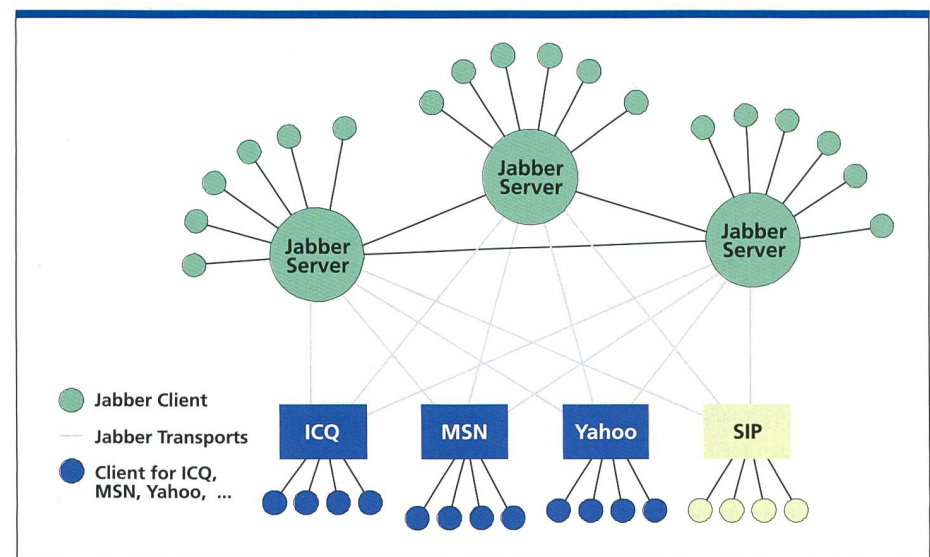 Jabber
Server
Jabber
Server
Jabber
Server
Jabber Client
Jabber Transports
Client for ICQ,
MSN, Yahoo, ...
ICQ
MSN
Yahoo
SIP